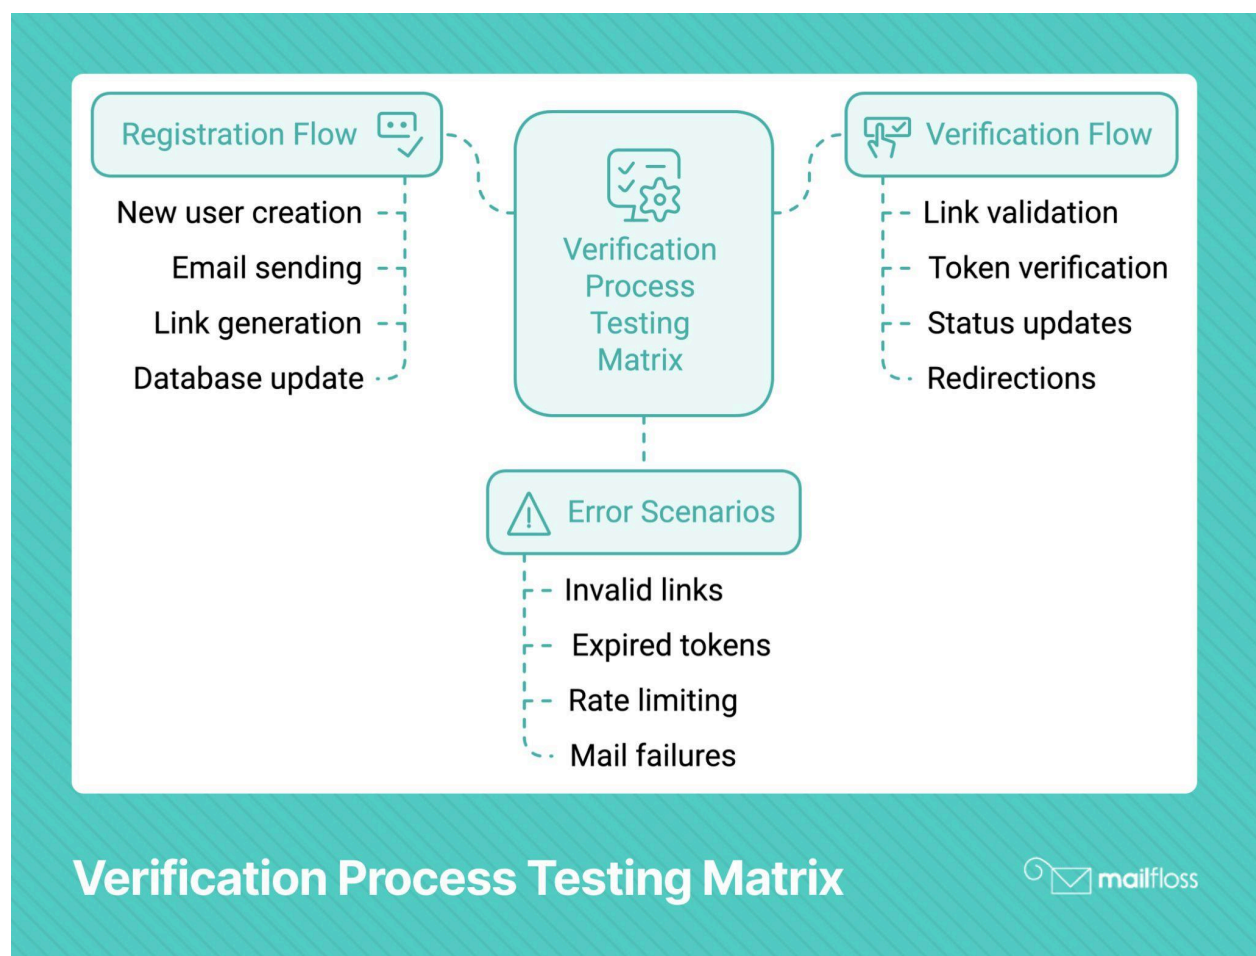 Registration Flow
New user creation
Email sending
Link generation
Database update
Verification
Process
Testing
Matrix
Verification Flow
Link validation
Token verification
Status updates
Redirections
Error Scenarios
Invalid links
Expired tokens
Rate limiting
Mail failures
Verification Process Testing Matrix
mailfloss